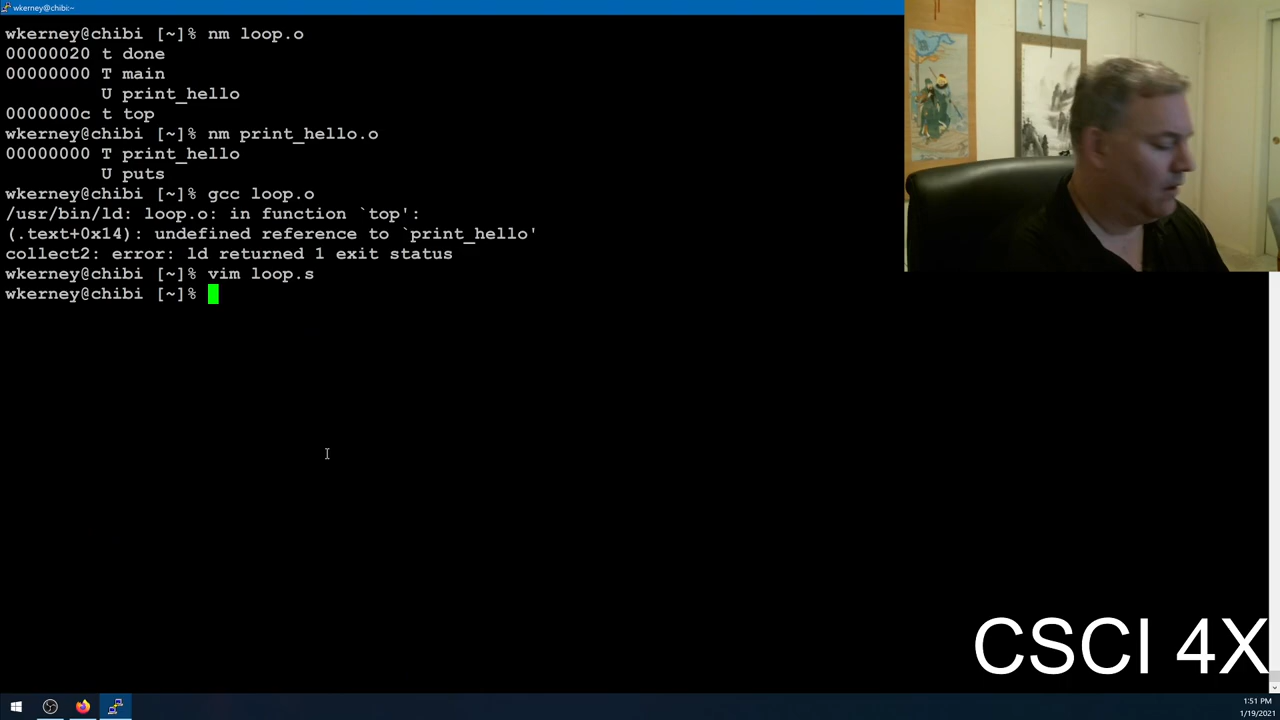 wkerney@chibi:~
wkerney@chibi [~]% nm loop.o
00000020 t done
00000000 T main
U print_hello
0000000c t top
wkerney@chibi [~]% nm print_hello.o
00000000 T print_hello
U puts
wkerney@chibi [~]% gcc loop.o
/usr/bin/ld: loop.o: in function `top':
(.text+0x14): undefined reference to `print_hello'
collect2: error: ld returned 1 exit status
wkerney@chibi [~]% vim loop.s
wkerney@chibi [~]%
CSCI 4X
1:51 PM
1/19/2021